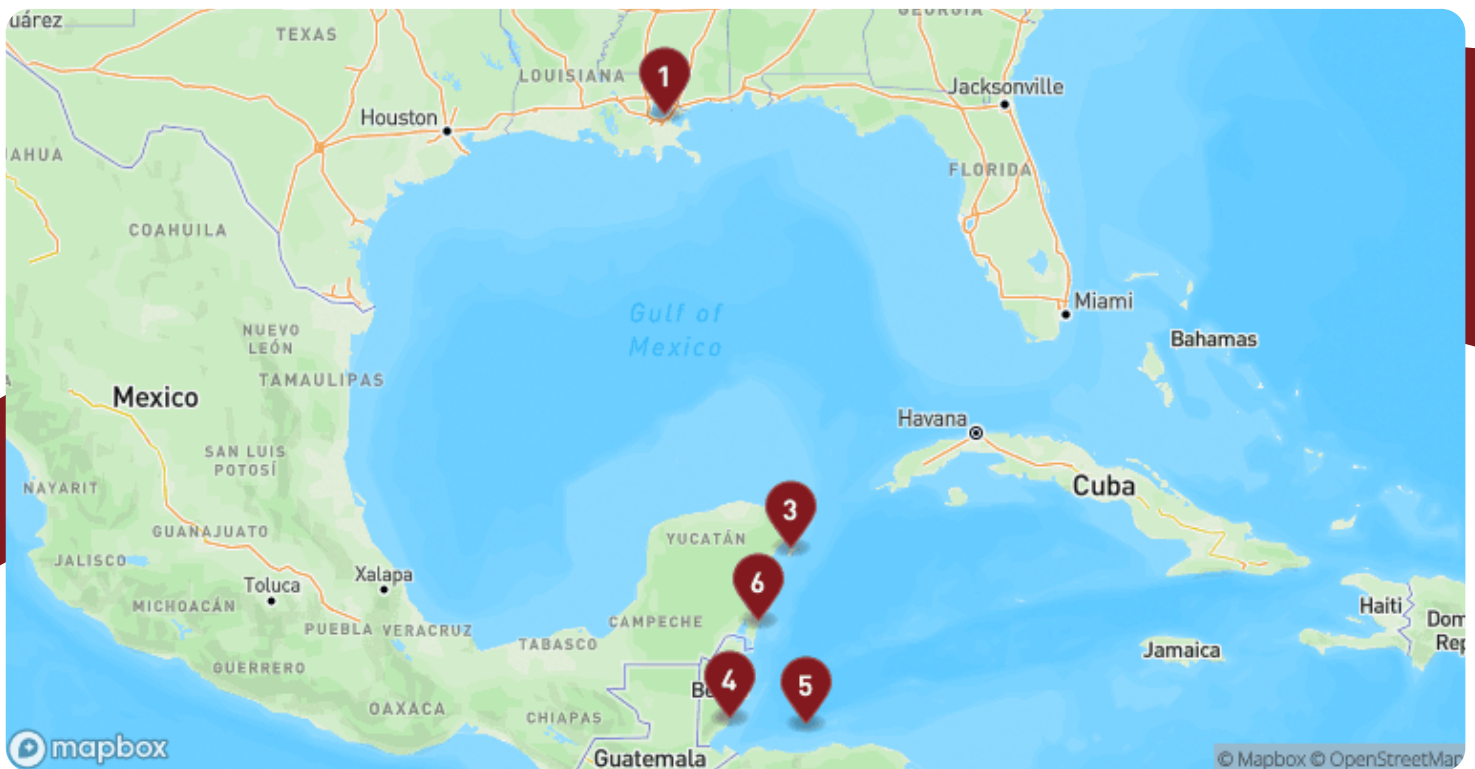 uárez
TEXAS
GEORGIA
LOUISIANA
1
Jacksonville
Houston
AHUA
FLORIDA
COAHUILA
Gulf of
Mexico
Miami
NUEVO
LEÓN
Bahamas
TAMAULIPAS
Mexico
Havana
SAN LUIS
POTOSÍ
NAYARIT
Cuba
3
GUANAJUATO
YUCATÁN
JALISCO
Toluca
Xalapa
6
MICHOACÁN
Haiti
PUEBLA
VERACRUZ
CAMPECHE
Dom
Rep
TABASCO
Jamaica
GUERRERO
Be
4
5
OAXACA
CHIAPAS
Guatemala
mapbox
© Mapbox © OpenStreetMap